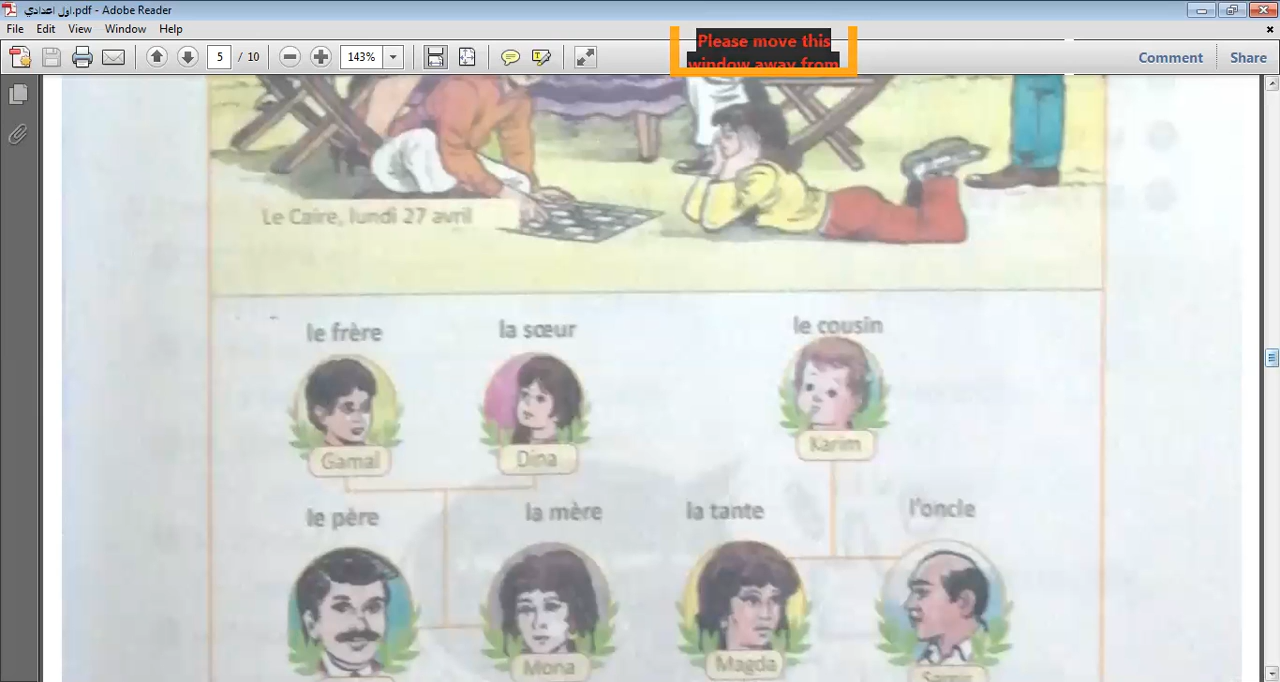 اول اعدادي.pdf - Adobe Reader
File Edit View Window Help
5 / 10 143% Comment Share
Please move this
window away from
Le Caire, lundi 27 avril
le frère la sœur le cousin
Gamal Dina Karim
le père la mère la tante l'oncle
Mona Magda Samir